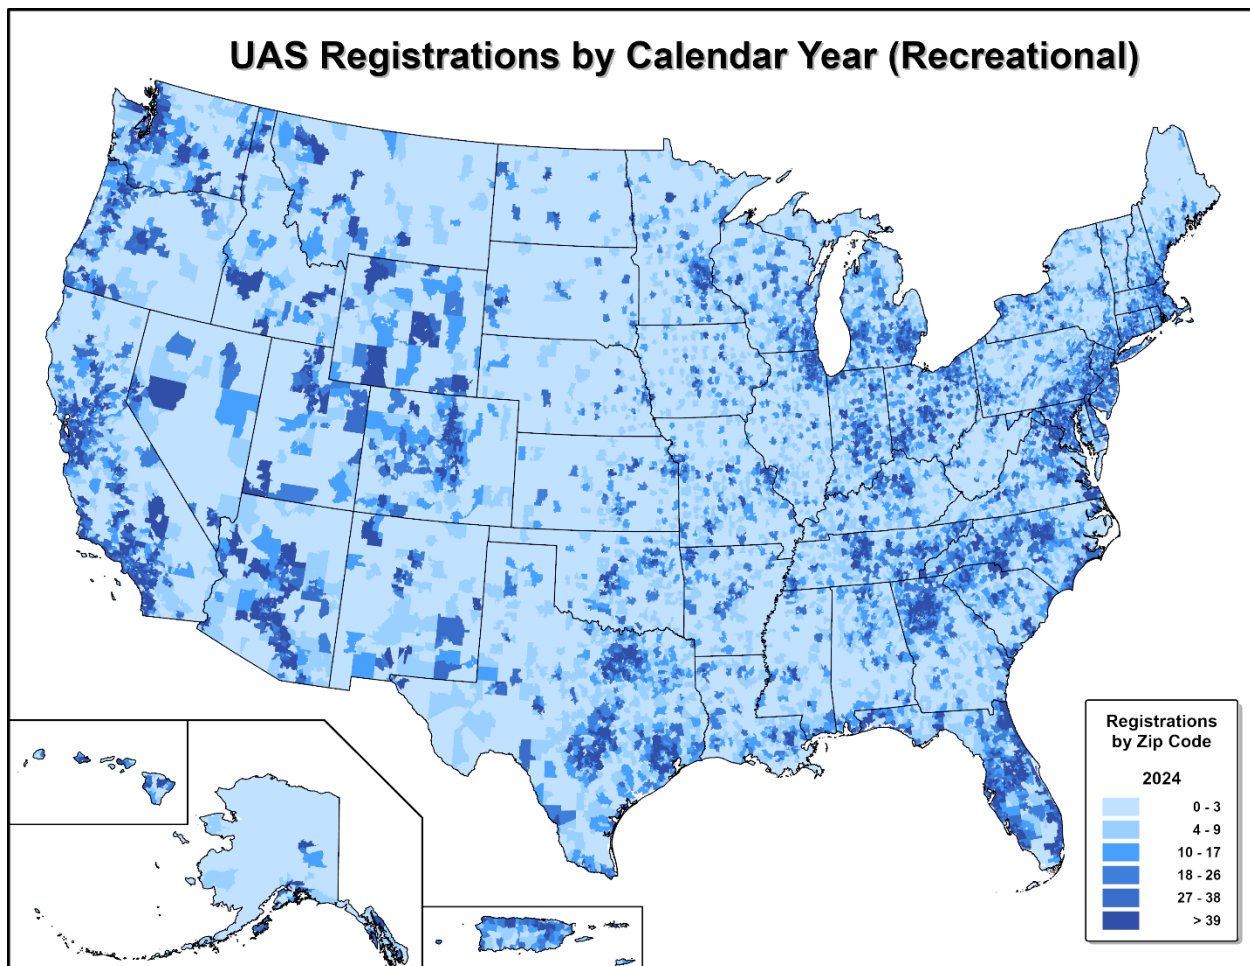 UAS Registrations by Calendar Year (Recreational)
Registrations
by Zip Code
2024
0 - 3
4 - 9
10 - 17
18 - 26
27 - 38
> 39